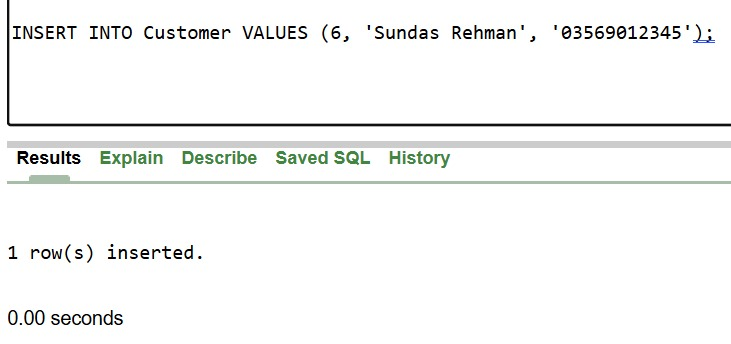 INSERT INTO Customer VALUES (6, 'Sundas Rehman', '03569012345');
Results Explain Describe Saved SQL History
1 row(s) inserted.
0.00 seconds